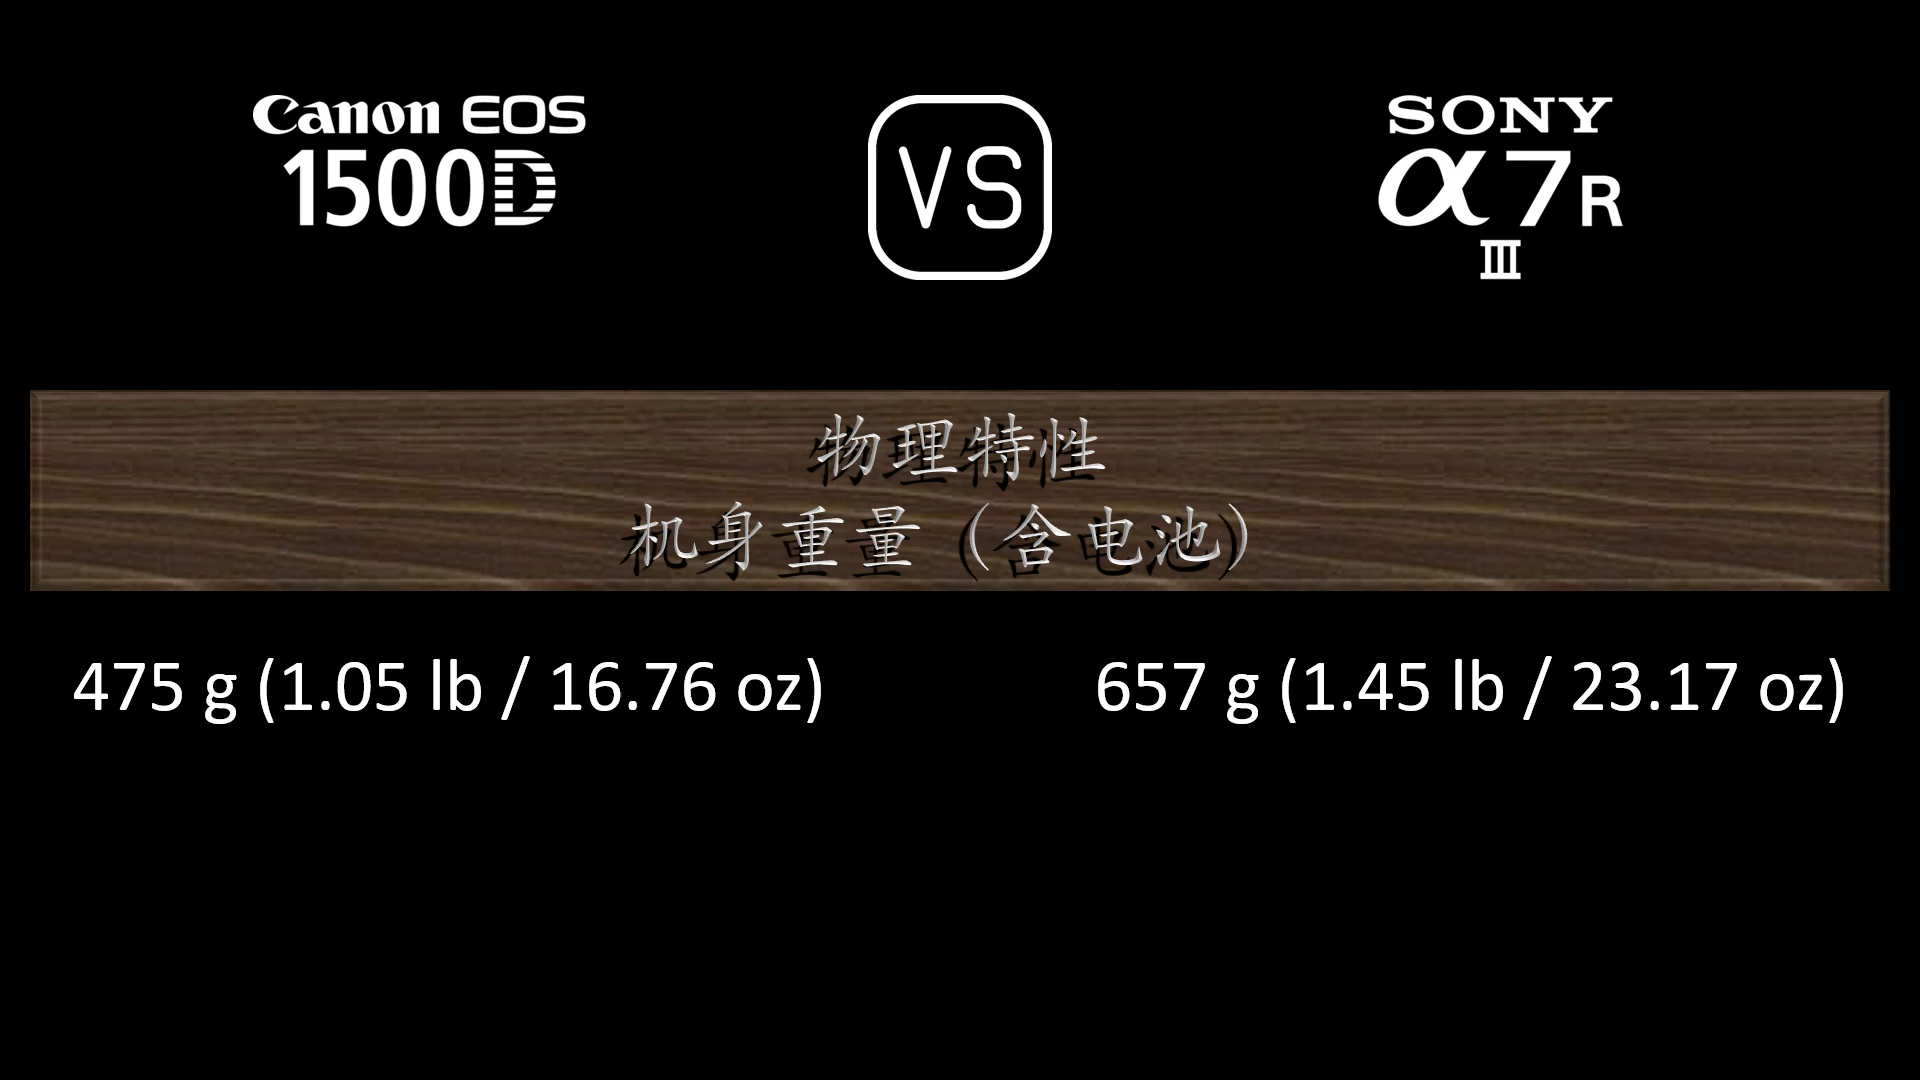 Canon EOS
1500D
VS
SONY
α7R
III
物理特性
机身重量（含电池）
475 g (1.05 lb / 16.76 oz)
657 g (1.45 lb / 23.17 oz)